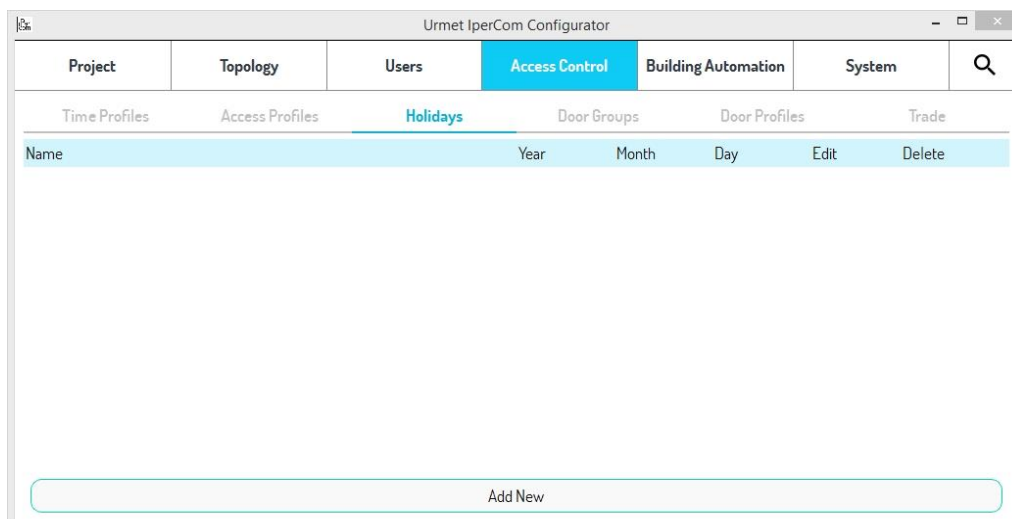 Urmet IperCom Configurator
Project Topology Users Access Control Building Automation System
Time Profiles Access Profiles Holidays Door Groups Door Profiles Trade
Name Year Month Day Edit Delete
Add New